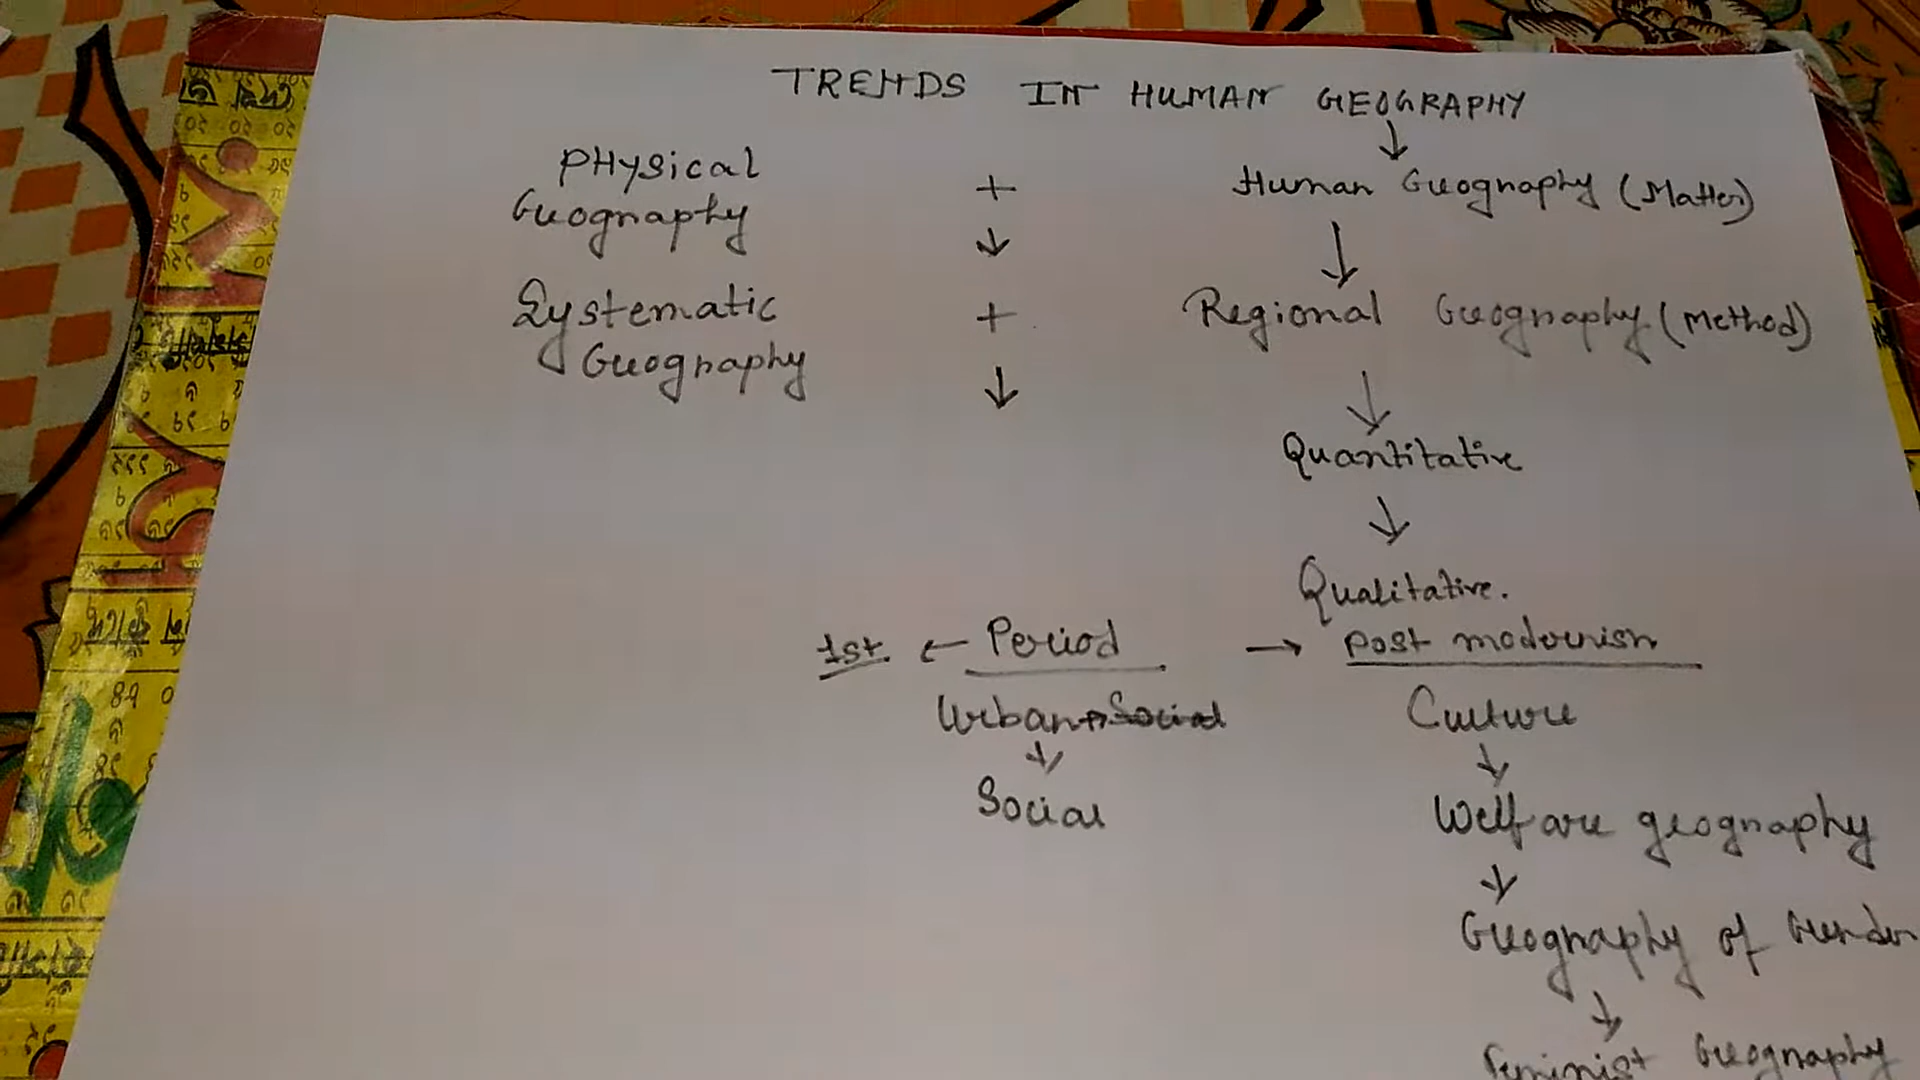 TRENDS IN HUMAN GEOGRAPHY
↓
PHysical Geography + Human Geography (Matter)
↓ ↓
Systematic Geography + Regional Geography (Method)
↓ ↓
Quantitative
↓
Qualitative.
1st. ← Period → Post modernism
Urban Culture
↓ ↓
Social Welfare geography
↓
Geography of Gender
↓
Feminist Geography